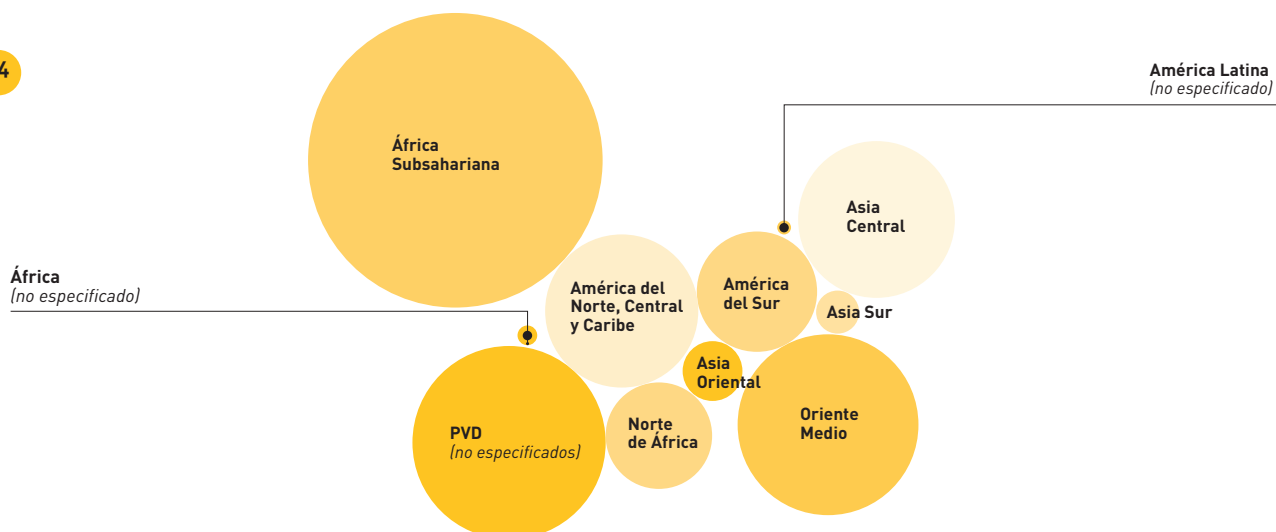 4
América Latina
(no especificado)
África
Subsahariana
Asia
Central
África
(no especificado)
América del
Norte, Central
y Caribe
América
del Sur
Asia Sur
Asia
Oriental
Oriente
Medio
Norte
de África
PVD
(no especificados)